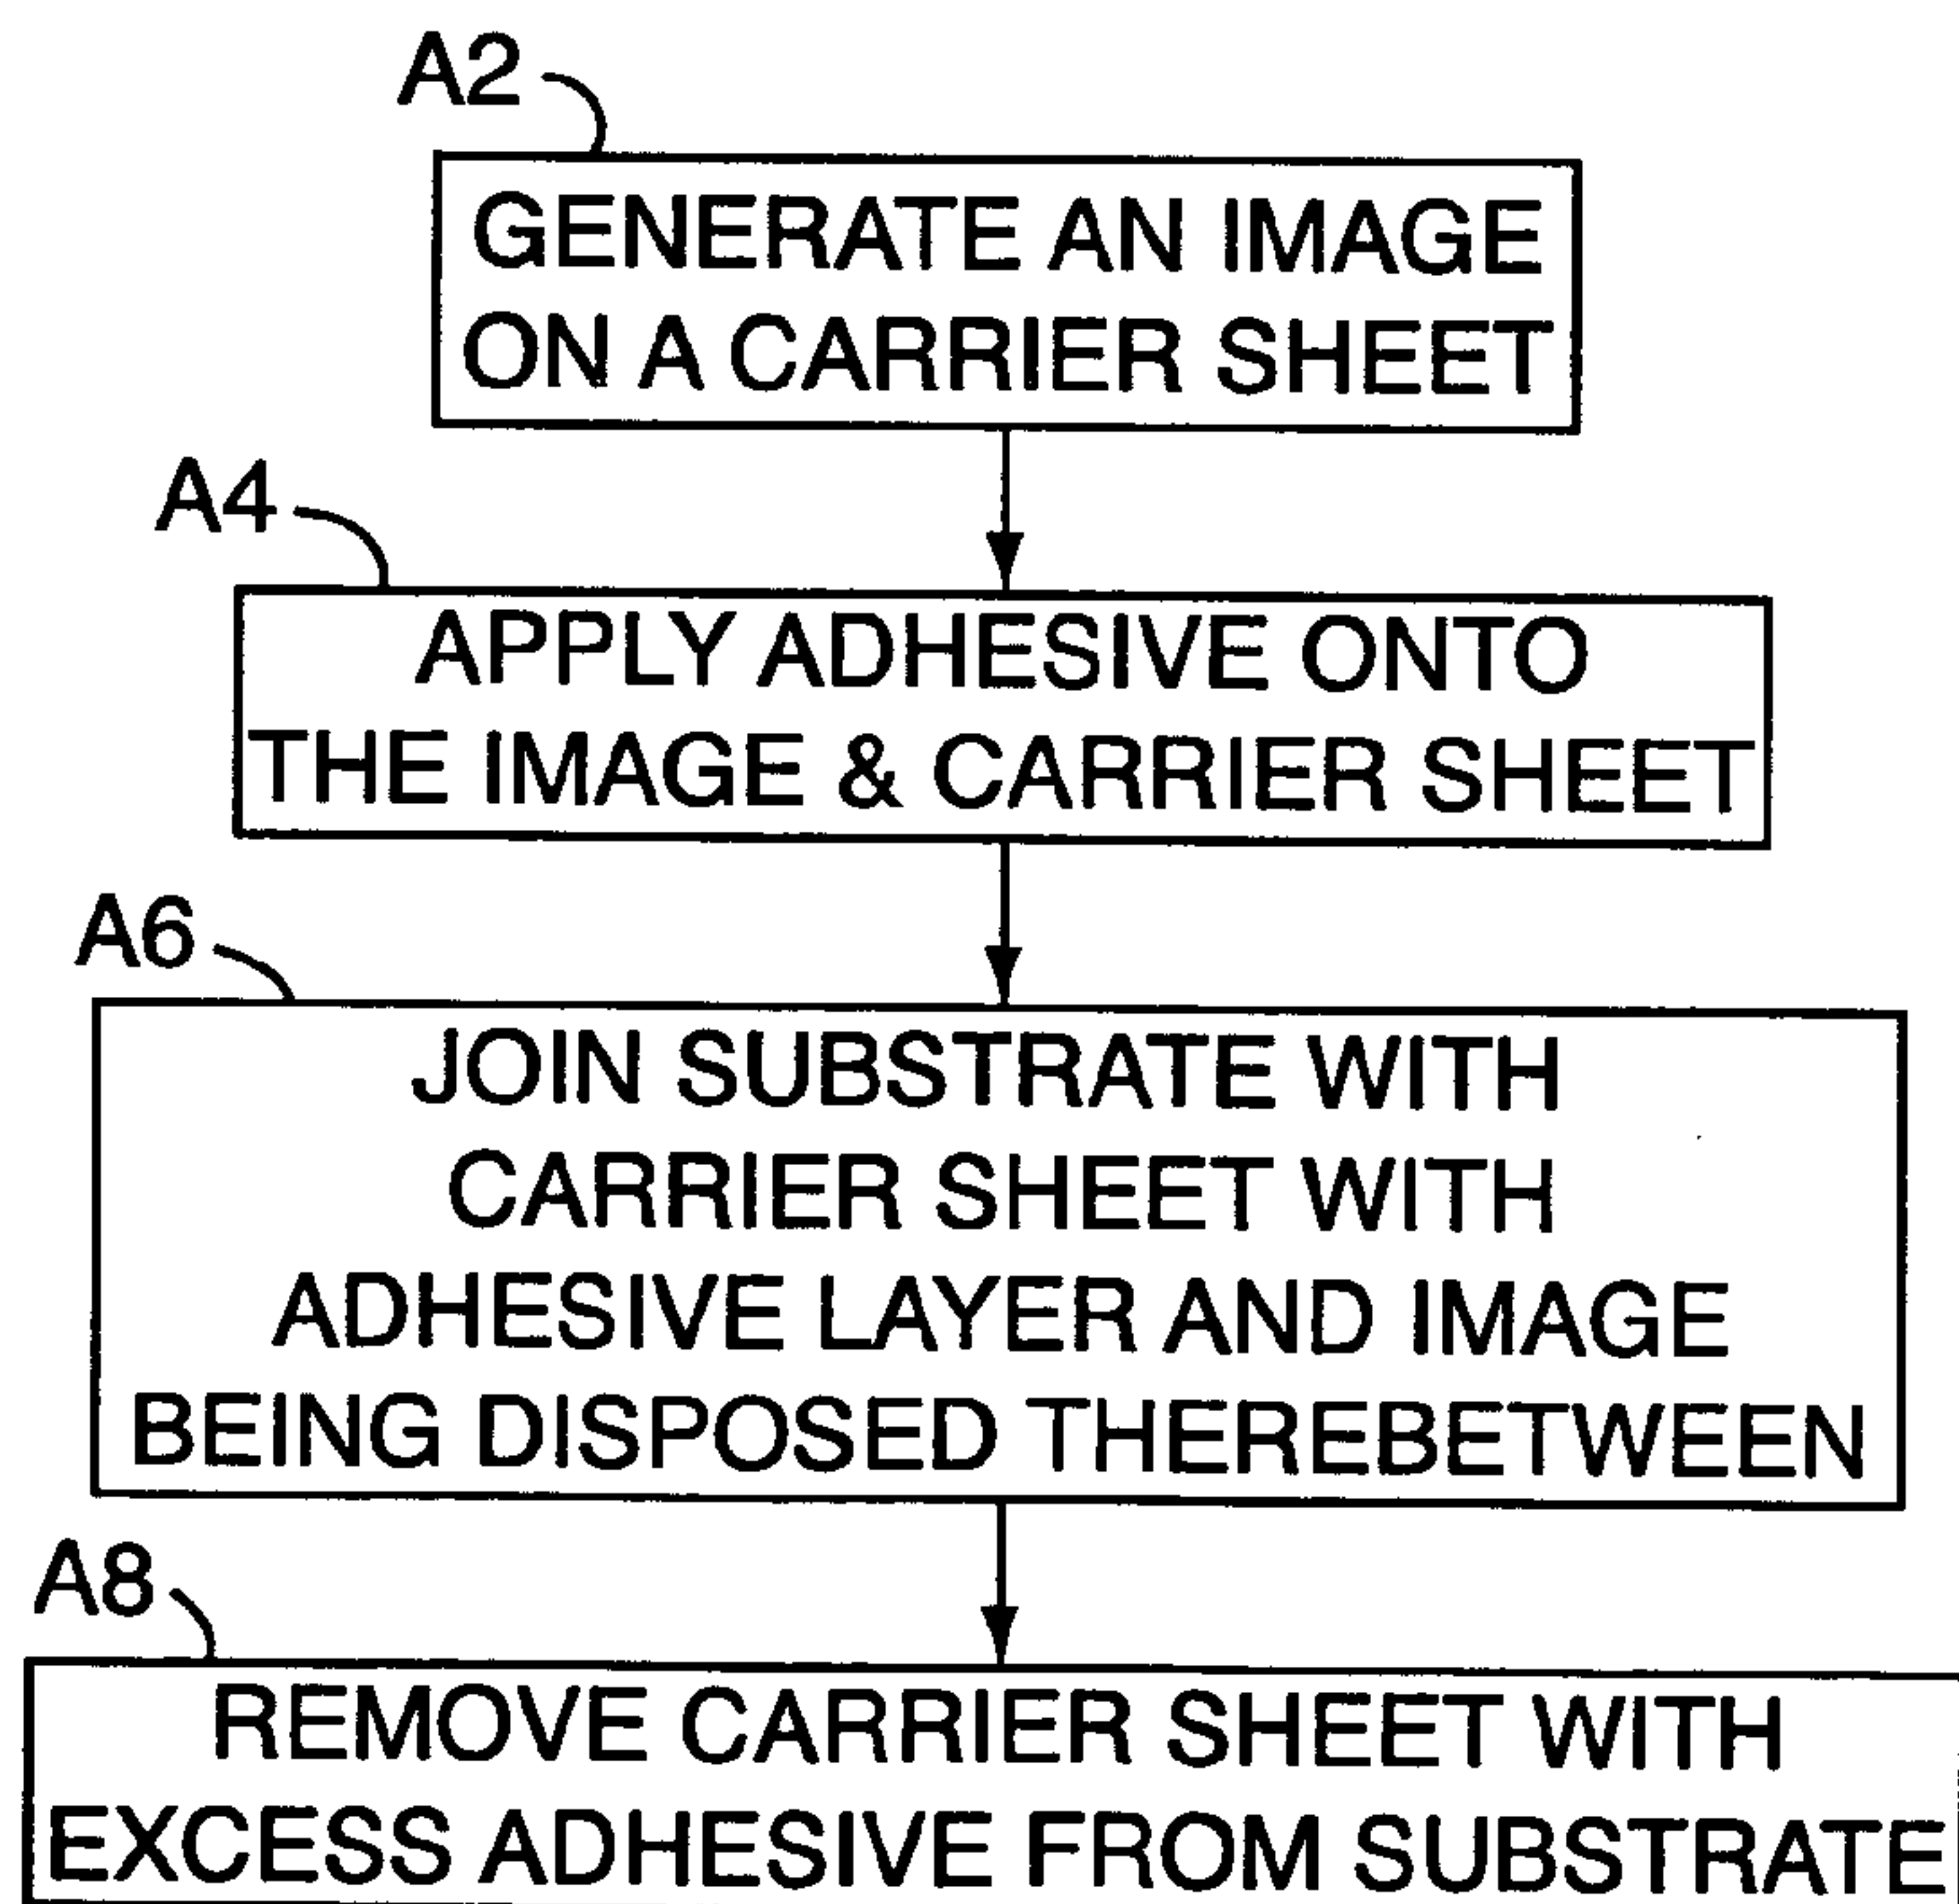 A2
GENERATE AN IMAGE
ON A CARRIER SHEET
A4
APPLY ADHESIVE ONTO
THE IMAGE & CARRIER SHEET
A6
JOIN SUBSTRATE WITH
CARRIER SHEET WITH
ADHESIVE LAYER AND IMAGE
BEING DISPOSED THEREBETWEEN
A8
REMOVE CARRIER SHEET WITH
EXCESS ADHESIVE FROM SUBSTRATE